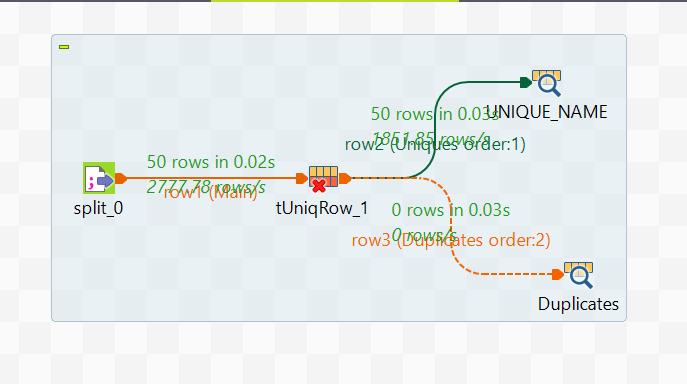 50 rows in 0.03s
UNIQUE_NAME
1851.85 rows/s
row2 (Uniques order:1)
50 rows in 0.02s
2777.78 rows/s
row1 (Main)
split_0
tUniqRow_1
0 rows in 0.03s
0 rows/s
row3 (Duplicates order:2)
Duplicates